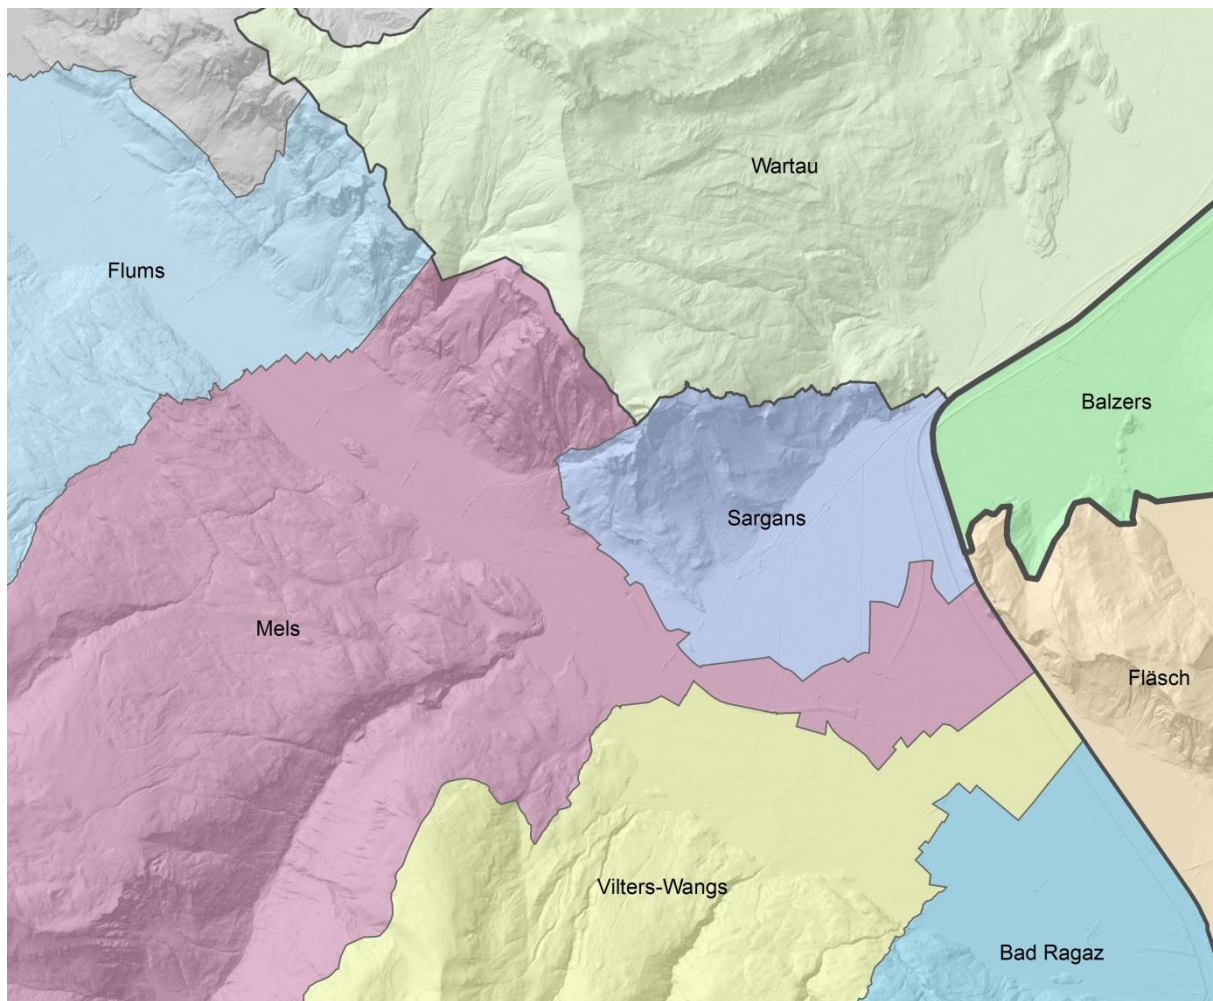 Wartau
Flums
Balzers
Sargans
Mels
Fläsch
Vilters-Wangs
Bad Ragaz